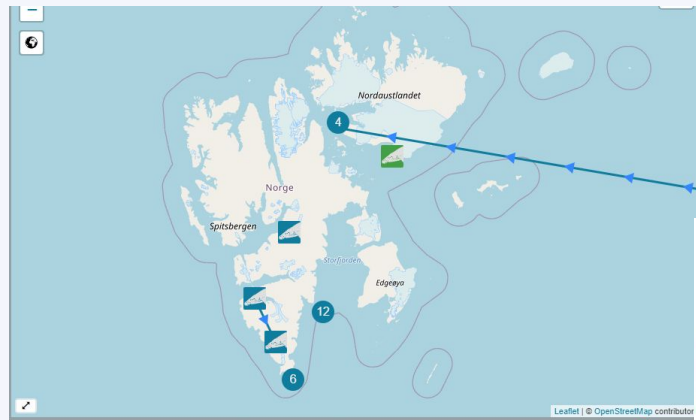 −
Nordaustlandet
4
Norge
Spitsbergen
Storfjorden
Edgeøya
12
6
Leaflet | © OpenStreetMap contributor